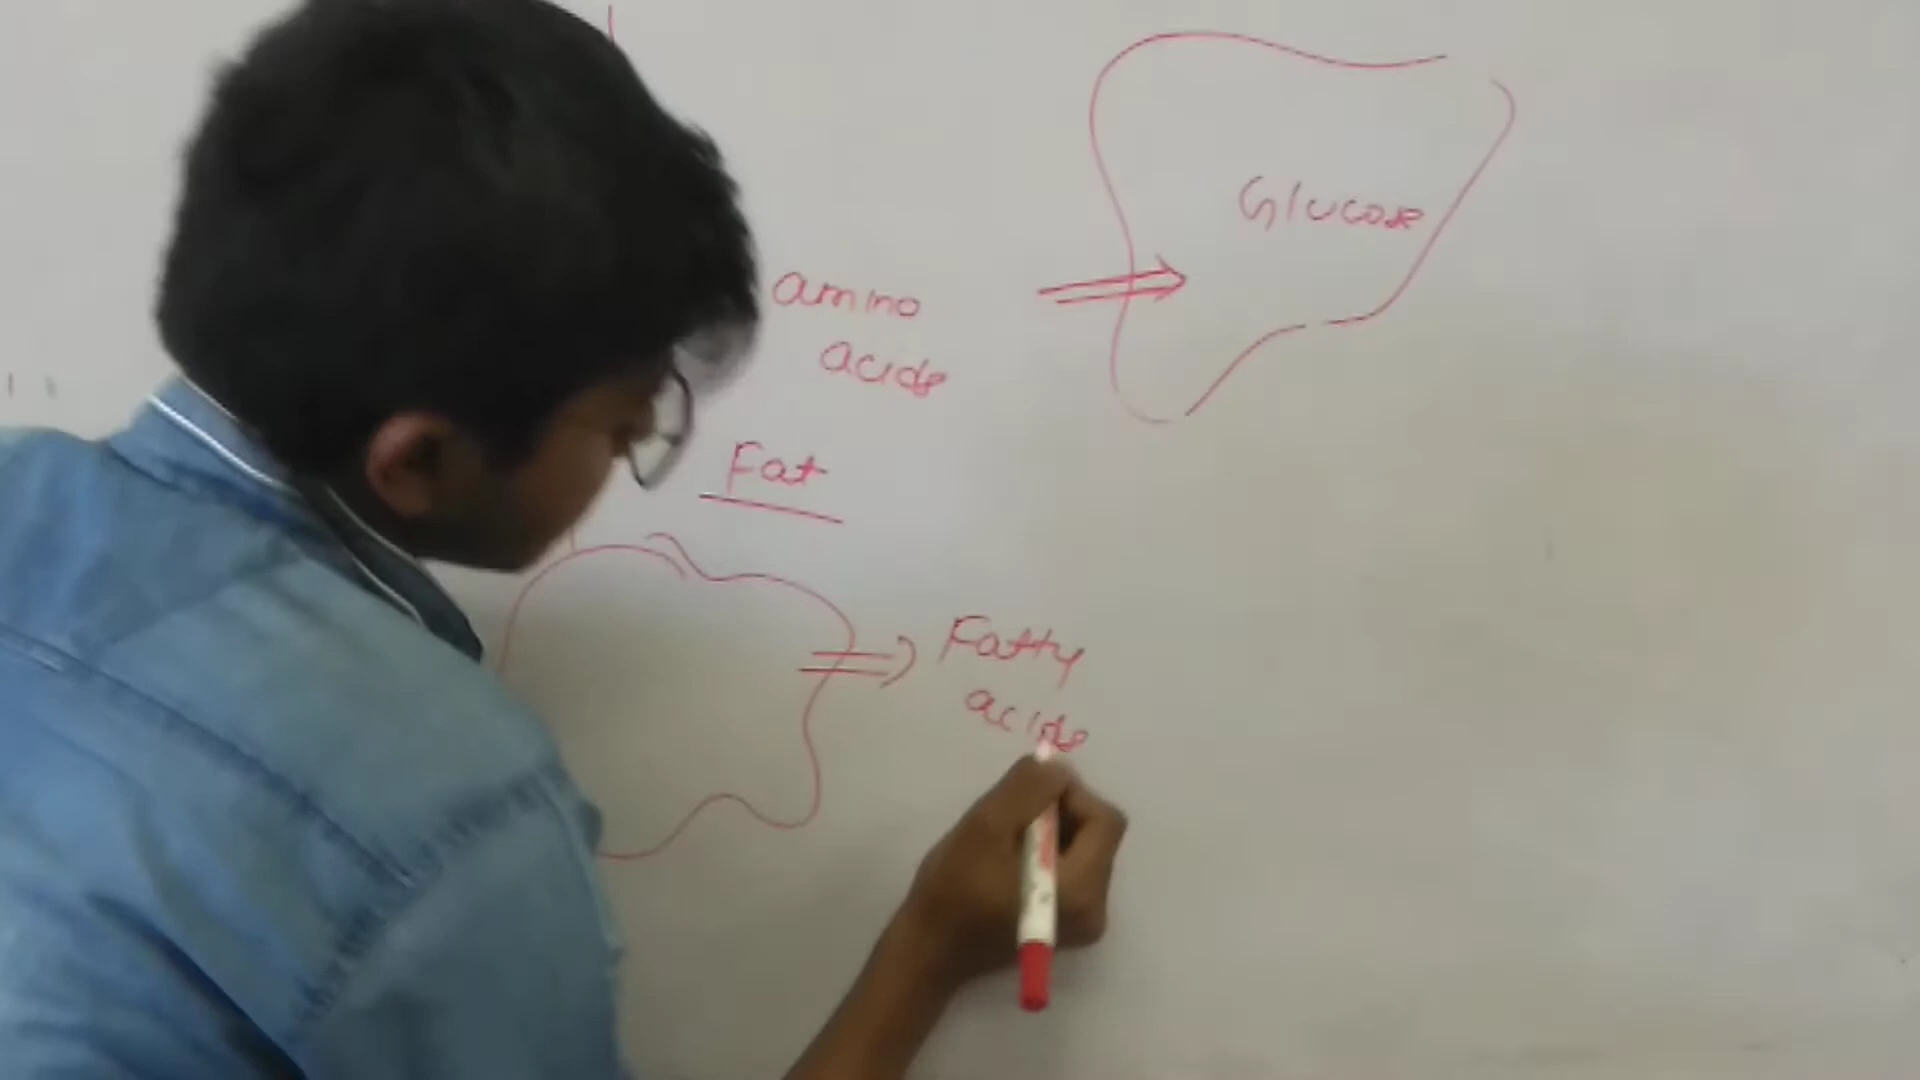 Glucose
amino
acids
Fat
Fatty
acids